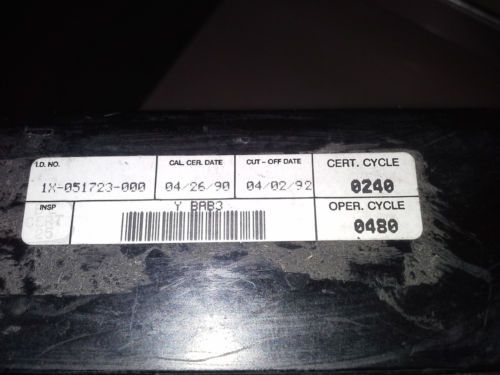 I.D. NO. CAL. CER. DATE CUT-OFF DATE CERT. CYCLE
1X-051723-000 04/26/90 04/02/92 0240
INSP Y BAB3 OPER. CYCLE
0480